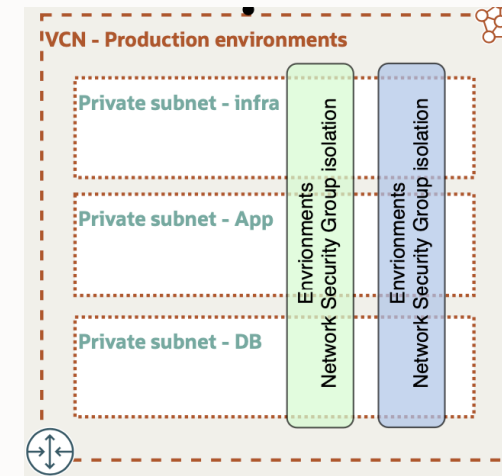 VCN - Production environments
Private subnet - infra
Private subnet - App
Private subnet - DB
Envrionments
Network Security Group isolation
Envrionments
Network Security Group isolation